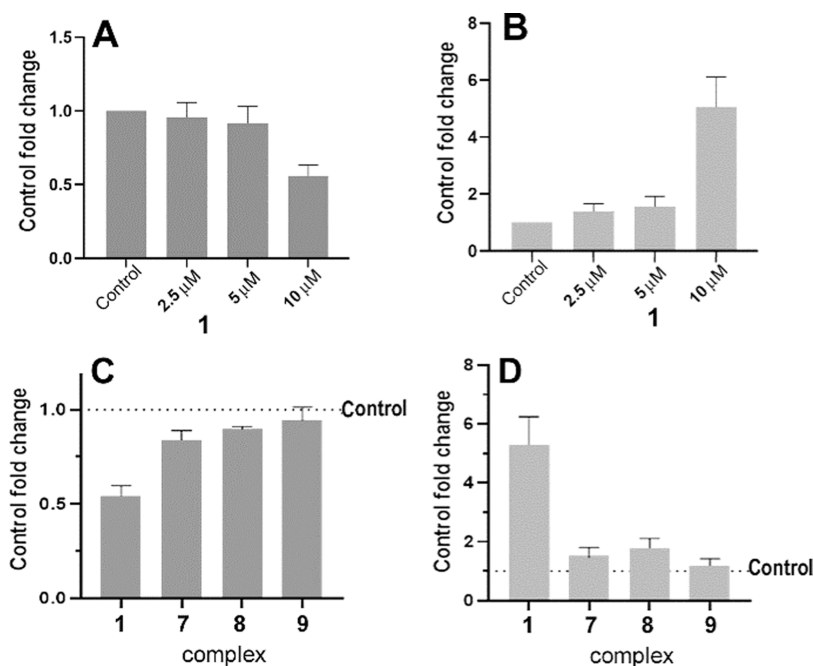 A
Control fold change
1.5
1.0
0.5
0.0
Control
2.5 μM
5 μM
10 μM
1
B
Control fold change
8
6
4
2
0
Control
2.5 μM
5 μM
10 μM
1
C
Control fold change
1.0
0.5
0.0
Control
1 7 8 9
complex
D
Control fold change
8
6
4
2
0
Control
1 7 8 9
complex